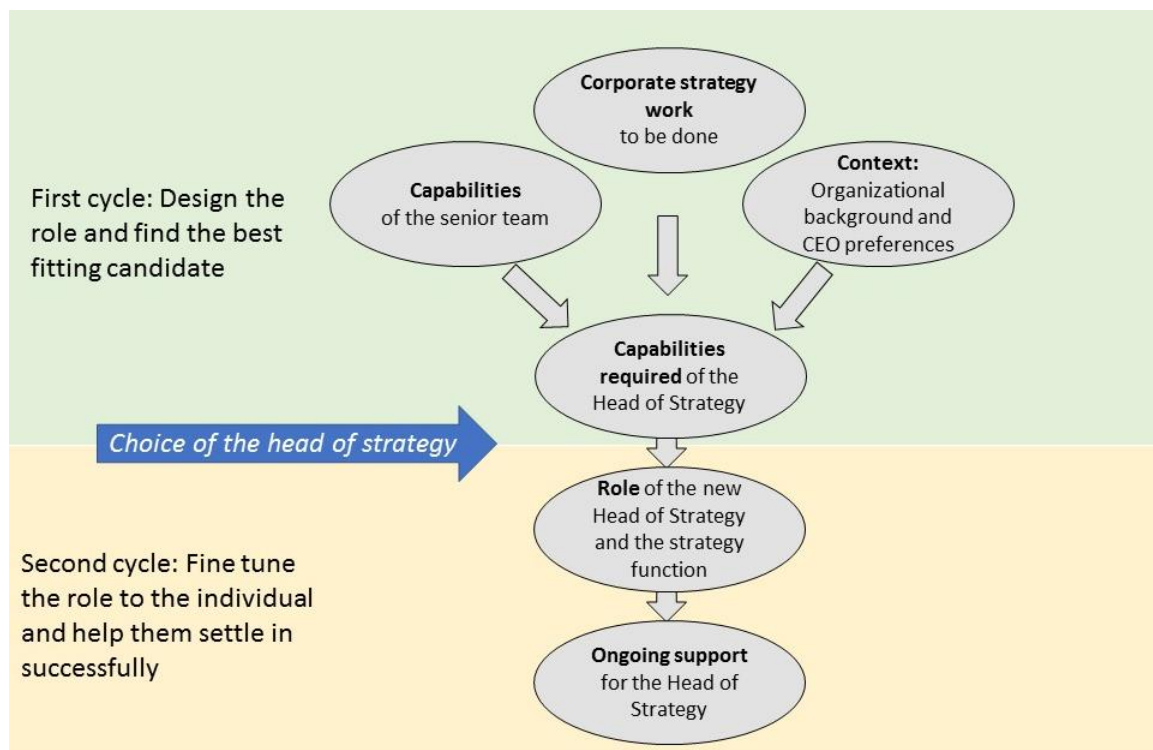 Corporate strategy
work
to be done
Capabilities
of the senior team
Context:
Organizational
background and
CEO preferences
First cycle: Design the
role and find the best
fitting candidate
Capabilities
required of the
Head of Strategy
Choice of the head of strategy
Role of the new
Head of Strategy
and the strategy
function
Second cycle: Fine tune
the role to the individual
and help them settle in
successfully
Ongoing support
for the Head of
Strategy